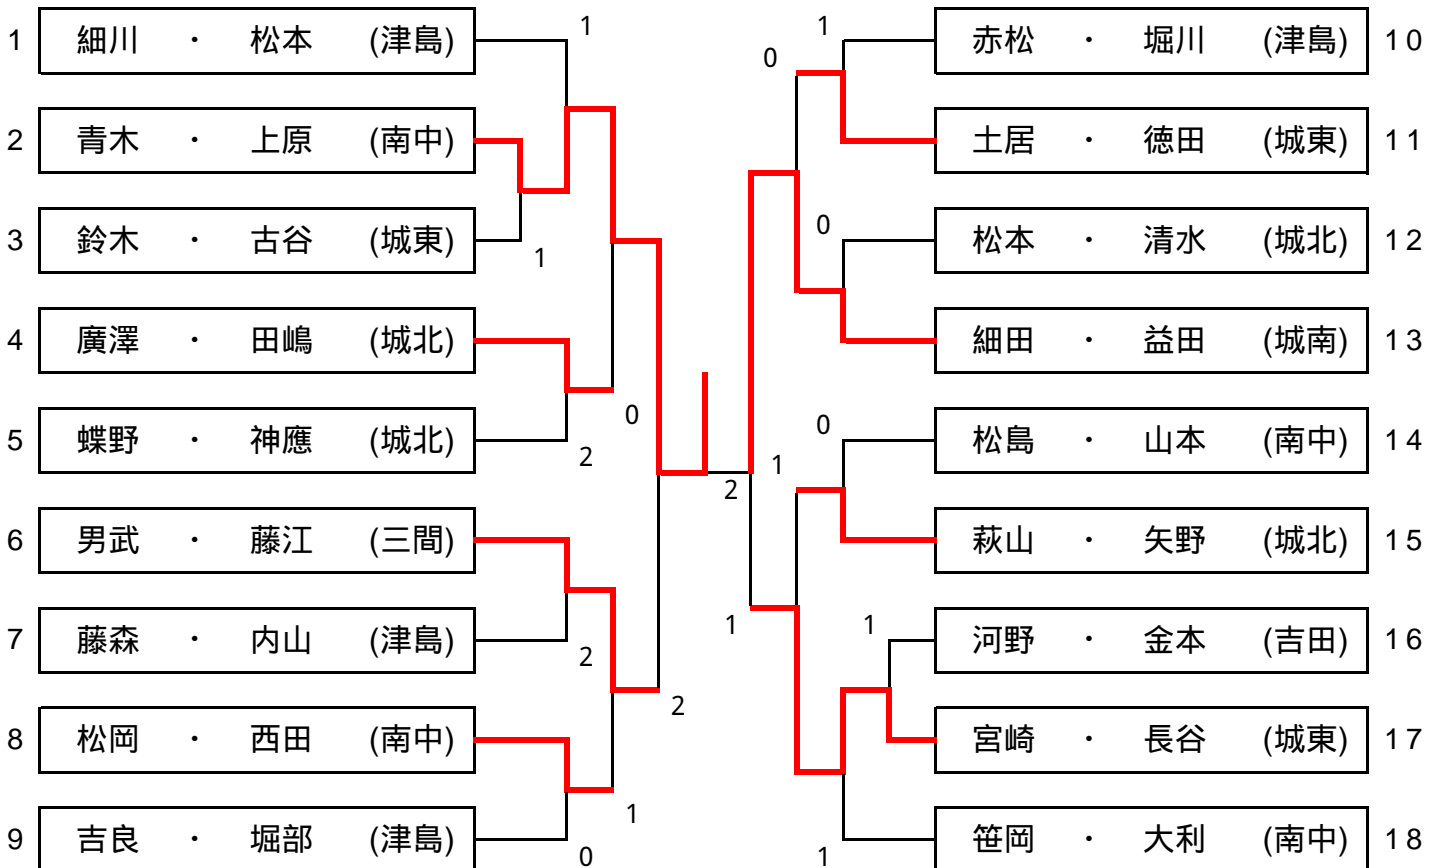 1 細川 ・ 松本 (津島) 1
2 青木 ・ 上原 (南中)
3 鈴木 ・ 古谷 (城東) 1
4 廣澤 ・ 田嶋 (城北) 0
5 蝶野 ・ 神應 (城北) 2
6 男武 ・ 藤江 (三間)
7 藤森 ・ 内山 (津島) 2
2
8 松岡 ・ 西田 (南中)
1
9 吉良 ・ 堀部 (津島) 0
2
1 赤松 ・ 堀川 (津島) 10
0
土居 ・ 徳田 (城東) 11
0 松本 ・ 清水 (城北) 12
細田 ・ 益田 (城南) 13
0 松島 ・ 山本 (南中) 14
1
萩山 ・ 矢野 (城北) 15
1 1 河野 ・ 金本 (吉田) 16
宮崎 ・ 長谷 (城東) 17
1 笹岡 ・ 大利 (南中) 18